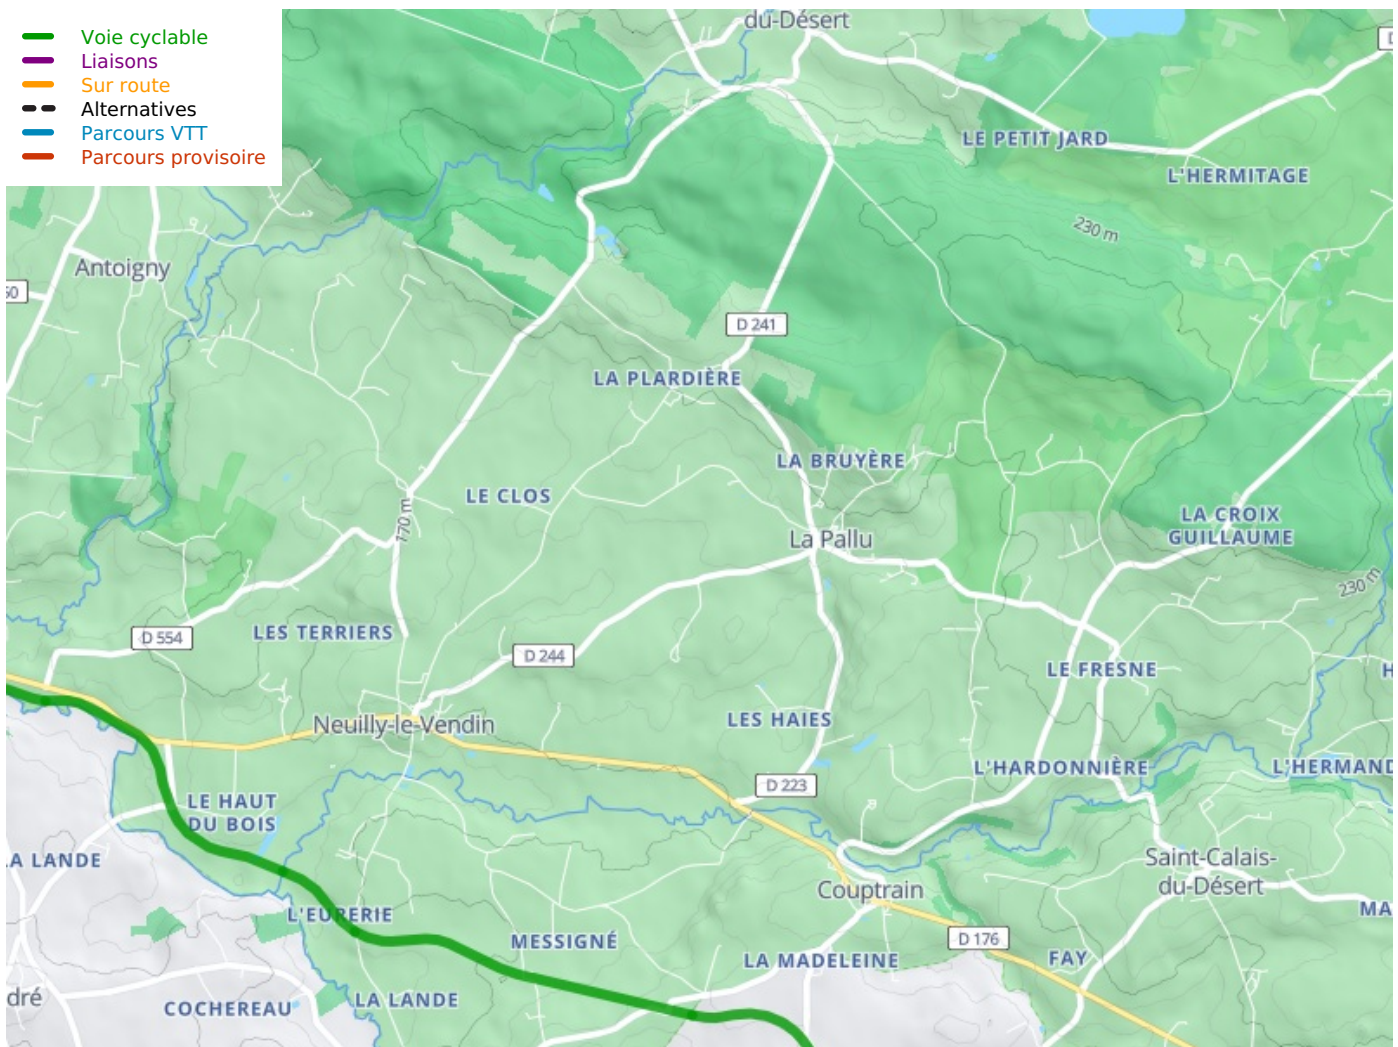 Voie cyclable
Liaisons
Sur route
Alternatives
Parcours VTT
Parcours provisoire
du-Désert
LE PETIT JARD
L'HERMITAGE
230 m
Antoigny
D 241
LA PLARDIÈRE
LA BRUYÈRE
LE CLOS
170 m
LA CROIX
GUILLAUME
La Pallu
230 m
D 554
LES TERRIERS
D 244
LE FRESNE
Neuilly-le-Vendin
LES HAIES
L'HARDONNIÈRE
L'HERMAND
D 223
LE HAUT
DU BOIS
LA LANDE
Saint-Calais-
du-Désert
Couptrain
L'EURERIE
MESSIGNÉ
D 176
MA
LA MADELEINE
FAY
dré
COCHEREAU
LA LANDE